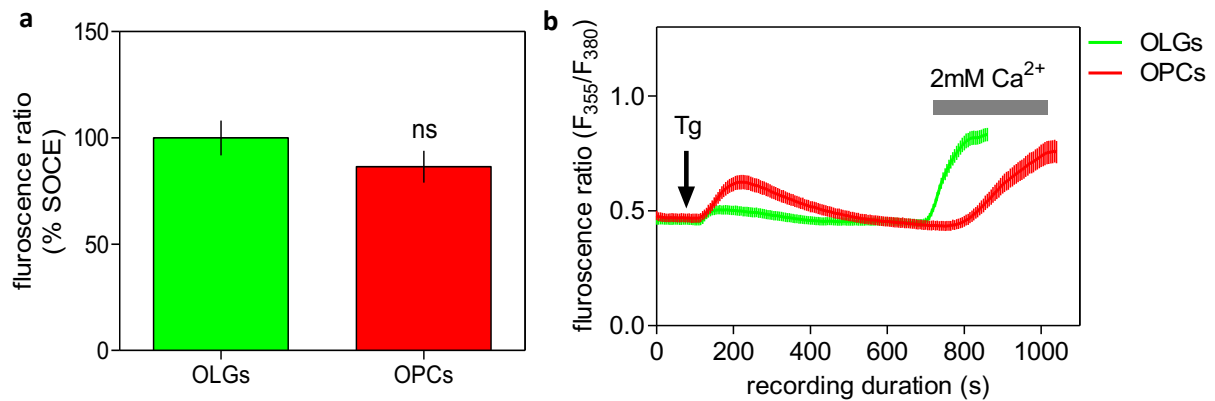 a
fluroscence ratio
(% SOCE)
150
100
50
0
ns
OLGs
OPCs
b
fluroscence ratio (F355/F380)
1.0
0.5
0.0
Tg
2mM Ca2+
OLGs
OPCs
0 200 400 600 800 1000
recording duration (s)